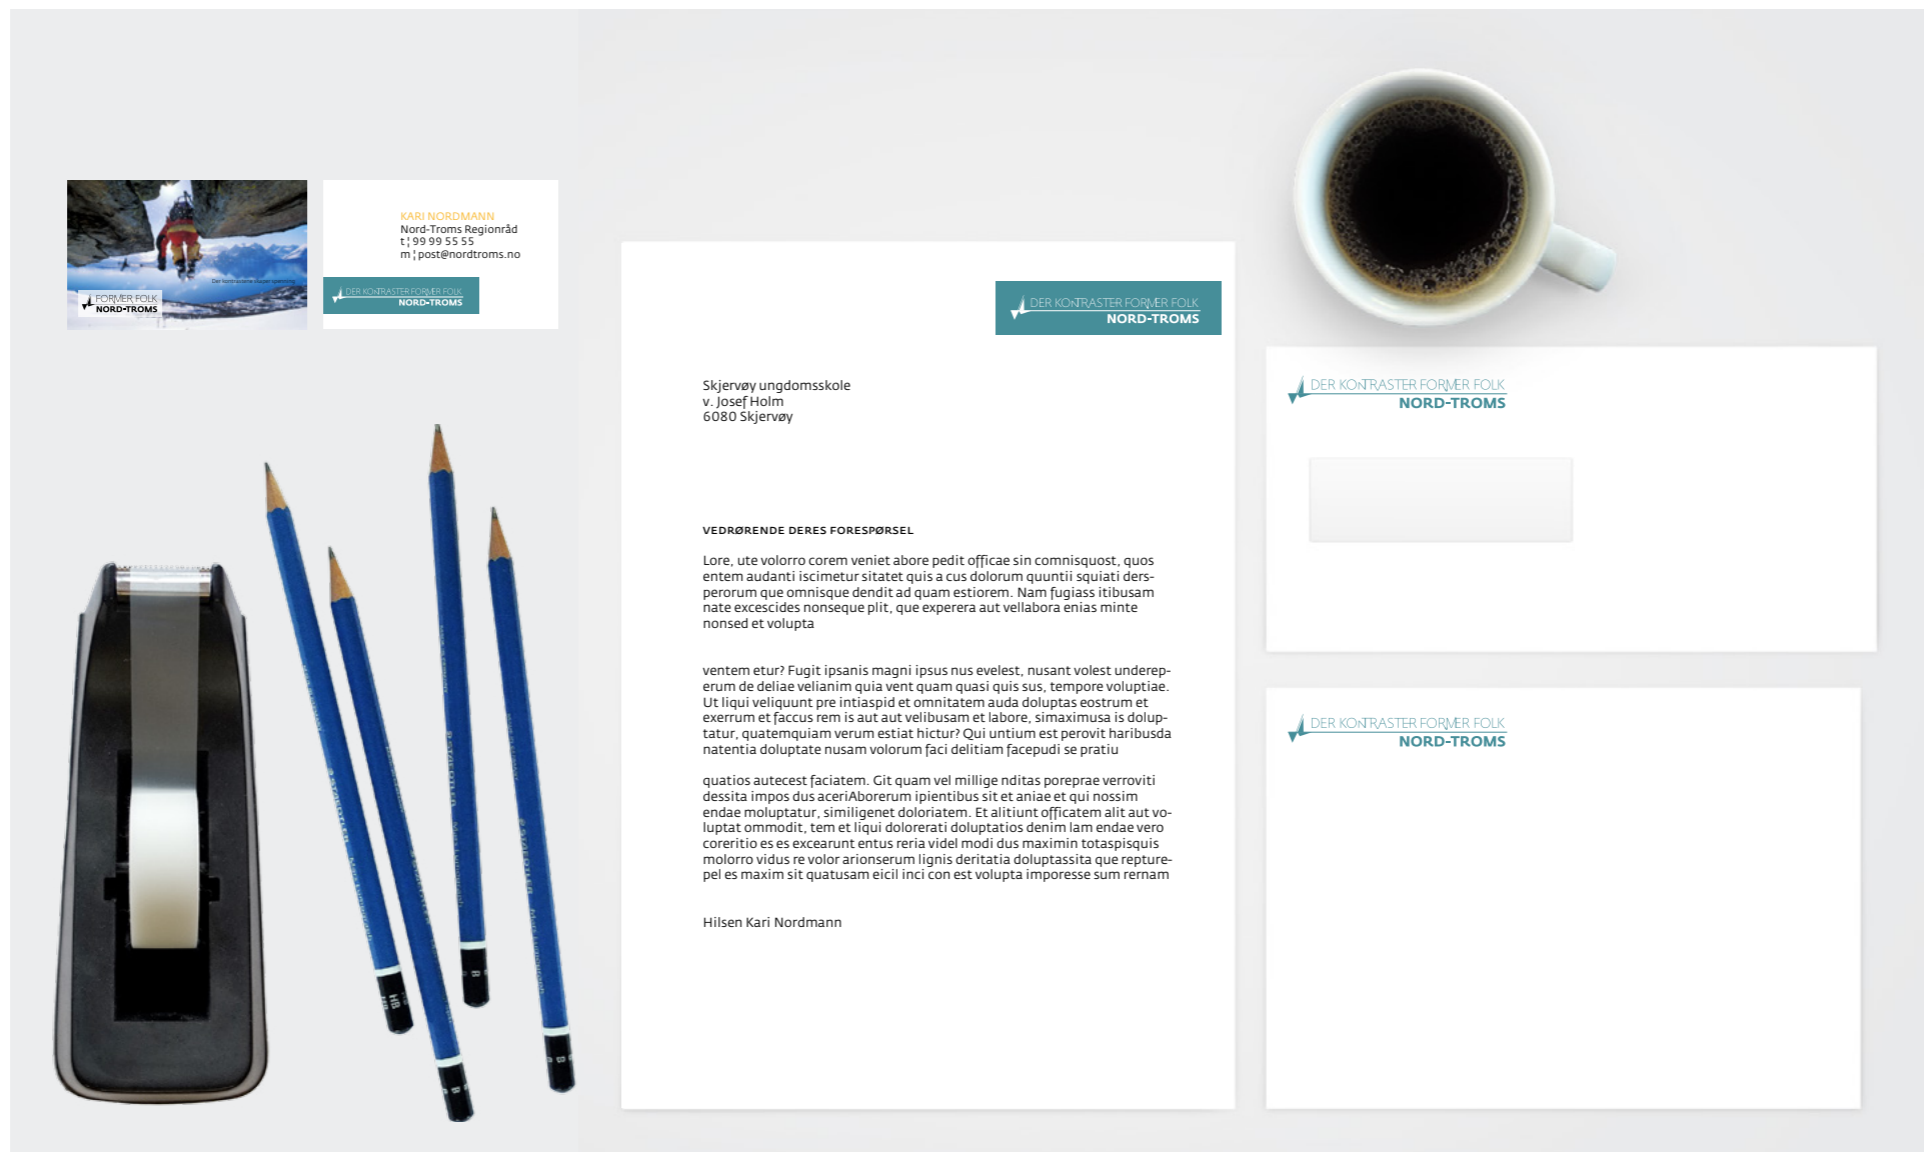 Der kontrastene skaper spenning
FORMER FOLK
NORD-TROMS
KARI NORDMANN
Nord-Troms Regionråd
t ¦ 99 99 55 55
m ¦ post@nordtroms.no
DER KONTRASTER FORMER FOLK
NORD-TROMS
DER KONTRASTER FORMER FOLK
NORD-TROMS
Skjervøy ungdomsskole
v. Josef Holm
6080 Skjervøy
VEDRØRENDE DERES FORESPØRSEL
Lore, ute volorro corem veniet abore pedit officae sin comnisquost, quos
entem audanti iscimetur sitatet quis a cus dolorum quuntii squiati ders-
perorum que omnisque dendit ad quam estiorem. Nam fugiass itibusam
nate excescides nonseque plit, que experera aut vellabora enias minte
nonsed et volupta
ventem etur? Fugit ipsanis magni ipsus nus evelest, nusant volest underep-
erum de deliae velianim quia vent quam quasi quis sus, tempore voluptiae.
Ut liqui veliquunt pre intiaspid et omnitatem auda doluptas eostrum et
exerrum et faccus rem is aut aut velibusam et labore, simaximusa is dolup-
tatur, quatemquiam verum estiat hictur? Qui untium est perovit haribusda
natentia doluptate nusam volorum faci delitiam facepudi se pratiu
quatios autecest faciatem. Git quam vel millige nditas poreprae verroviti
dessita impos dus aceriAborerum ipientibus sit et aniae et qui nossim
endae moluptatur, similigenet doloriatem. Et alitiunt officatem alit aut vo-
luptat ommodit, tem et liqui dolorerati doluptatios denim lam endae vero
coreritio es es excearunt entus reria videl modi dus maximin totaspisquis
molorro vidus re volor arionserum lignis deritatia doluptassita que repture-
pel es maxim sit quatusam eicil inci con est volupta imporesse sum rernam
Hilsen Kari Nordmann
DER KONTRASTER FORMER FOLK
NORD-TROMS
DER KONTRASTER FORMER FOLK
NORD-TROMS
STAEDTLER
HB
B
B
B